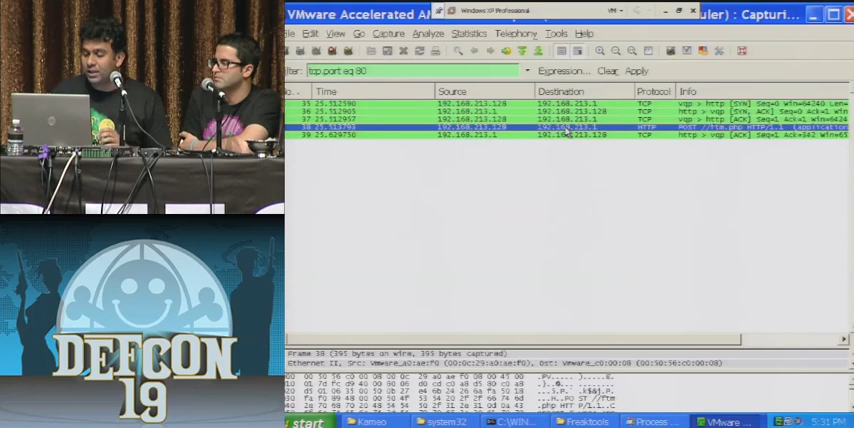 VMware Accelerated A
Windows XP Professional
VM
uler) : Capturi...
Edit View Go Capture Analyze Statistics Telephony Tools Help
tcp.port eq 80
Expression... Clear Apply
Time Source Destination Protocol Info
35 25.512590 192.168.213.128 192.168.213.1 TCP vqp > http [SYN] Seq=0 Win=64240 Len=
36 25.512905 192.168.213.1 192.168.213.128 TCP http > vqp [SYN, ACK] Seq=0 Ack=1 Win
37 25.512957 192.168.213.128 192.168.213.1 TCP vqp > http [ACK] Seq=1 Ack=1 Win=6424
38 25.513793 192.168.213.128 192.168.213.1 HTTP POST //ftm.php HTTP/1.1 (application
39 25.629750 192.168.213.1 192.168.213.128 TCP http > vqp [ACK] Seq=1 Ack=342 Win=65
Frame 38 (395 bytes on wire, 395 bytes captured)
Ethernet II, Src: Vmware_a0:ae:f0 (00:0c:29:a0:ae:f0), Dst: Vmware_c0:00:08 (00:50:56:c0:00:08)
start
Kameo
system32
C:\WIN...
Freaktools
Process ...
VMware ...
5:31 PM
DEFCON
19